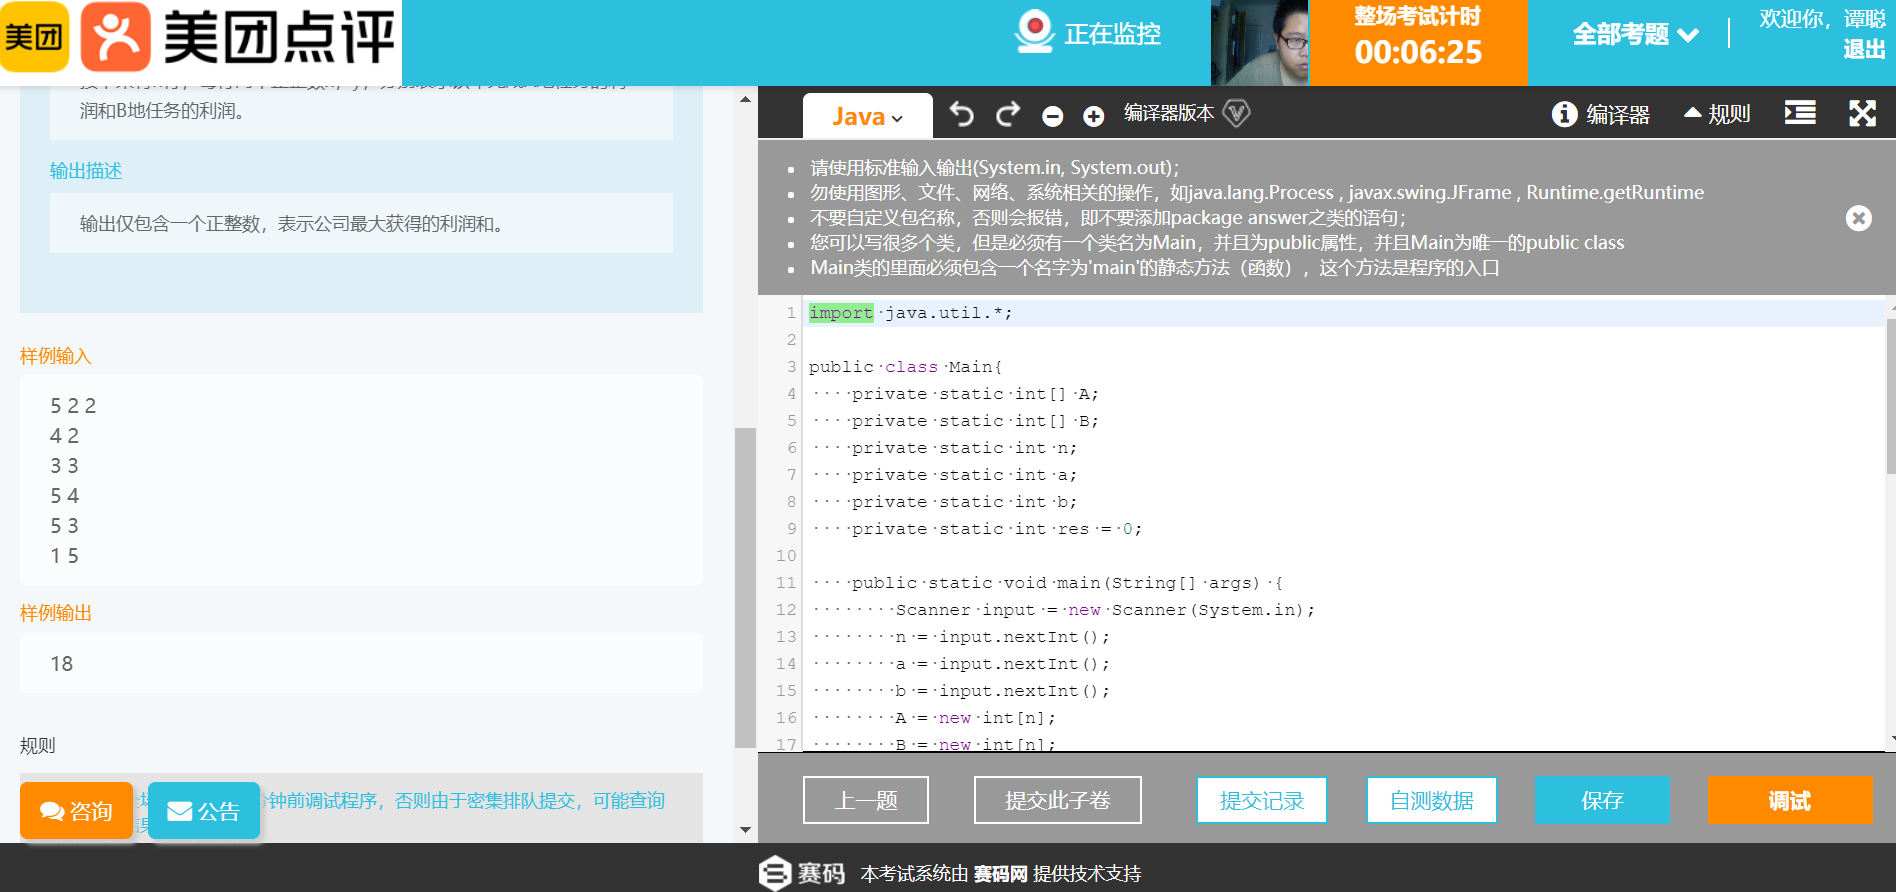 美团
美团点评
正在监控
整场考试计时
00:06:25
全部考题
欢迎你，谭聪
退出
润和B地任务的利润。
输出描述
输出仅包含一个正整数，表示公司最大获得的利润和。
样例输入
5 2 2
4 2
3 3
5 4
5 3
1 5
样例输出
18
规则
钟前调试程序，否则由于密集排队提交，可能查询
咨询
公告
Java
编译器版本
编译器
规则
请使用标准输入输出(System.in, System.out)；
勿使用图形、文件、网络、系统相关的操作，如java.lang.Process , javax.swing.JFrame , Runtime.getRuntime
不要自定义包名称，否则会报错，即不要添加package answer之类的语句；
您可以写很多个类，但是必须有一个类名为Main，并且为public属性，并且Main为唯一的public class
Main类的里面必须包含一个名字为'main'的静态方法（函数），这个方法是程序的入口
1 import java.util.*;
2
3 public class Main{
4 private static int[] A;
5 private static int[] B;
6 private static int n;
7 private static int a;
8 private static int b;
9 private static int res = 0;
10
11 public static void main(String[] args) {
12 Scanner input = new Scanner(System.in);
13 n = input.nextInt();
14 a = input.nextInt();
15 b = input.nextInt();
16 A = new int[n];
17 B = new int[n];
上一题
提交此子卷
提交记录
自测数据
保存
调试
赛码 本考试系统由 赛码网 提供技术支持